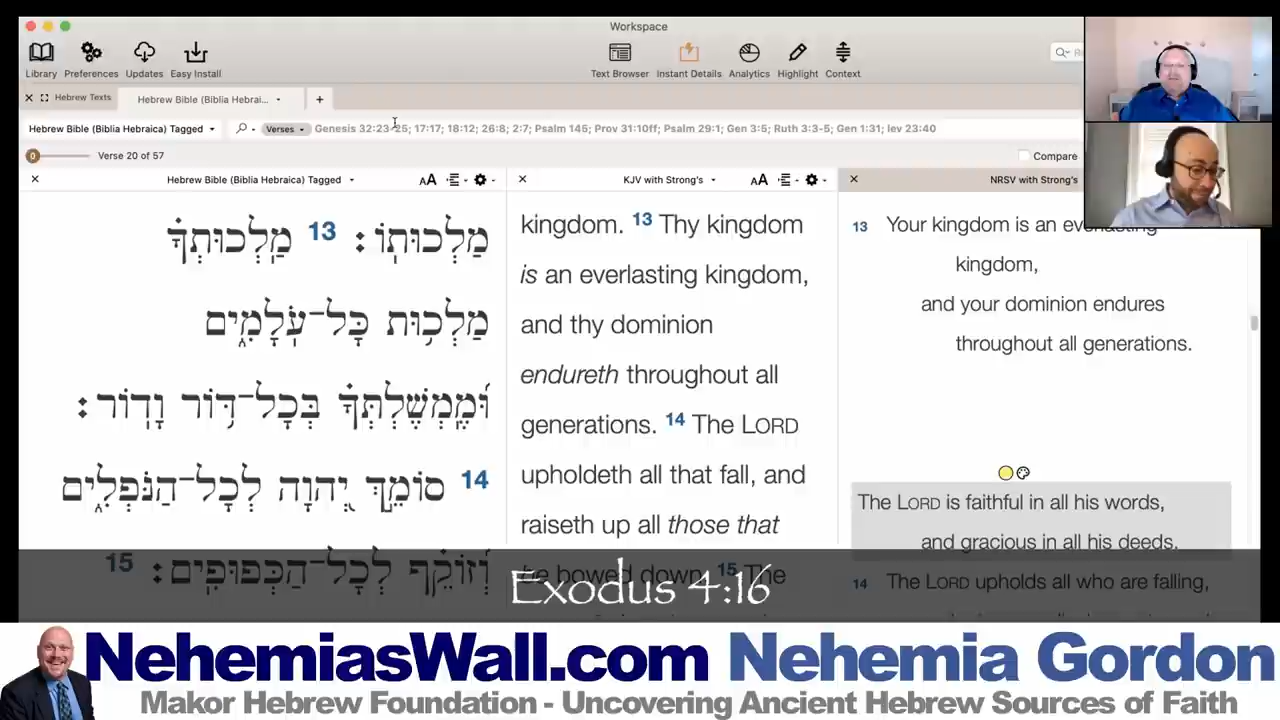 Workspace
Library Preferences Updates Easy Install Text Browser Instant Details Analytics Highlight Context
Hebrew Texts Hebrew Bible (Biblia Hebrai...
Hebrew Bible (Biblia Hebraica) Tagged Verses Genesis 32:23-25; 17:17; 18:12; 26:8; 2:7; Psalm 145; Prov 31:10ff; Psalm 29:1; Gen 3:5; Ruth 3:3-5; Gen 1:31; lev 23:40
0 Verse 20 of 57 Compare
Hebrew Bible (Biblia Hebraica) Tagged
מַלְכוּתֽוֹ׃ 13 מַֽלְכוּתְךָ֗
מַלְכ֥וּת כָּל־עֹֽלָמִ֑ים
וּ֝מֶֽמְשֶׁלְתְּךָ֗ בְּכָל־דּ֥וֹר וָדֽוֹר׃
14 סוֹמֵ֣ךְ יְ֭הוָה לְכָל־הַנֹּפְלִ֑ים
וְ֝זוֹקֵ֗ף לְכָל־הַכְּפוּפִֽים׃ 15
KJV with Strong's
kingdom. 13 Thy kingdom
is an everlasting kingdom,
and thy dominion
endureth throughout all
generations. 14 The LORD
upholdeth all that fall, and
raiseth up all those that
be bowed down. 15 The
NRSV with Strong's
13 Your kingdom is an everlasting
kingdom,
and your dominion endures
throughout all generations.
The LORD is faithful in all his words,
and gracious in all his deeds.
14 The LORD upholds all who are falling,
Exodus 4:16
NehemiasWall.com Nehemia Gordon
Makor Hebrew Foundation - Uncovering Ancient Hebrew Sources of Faith